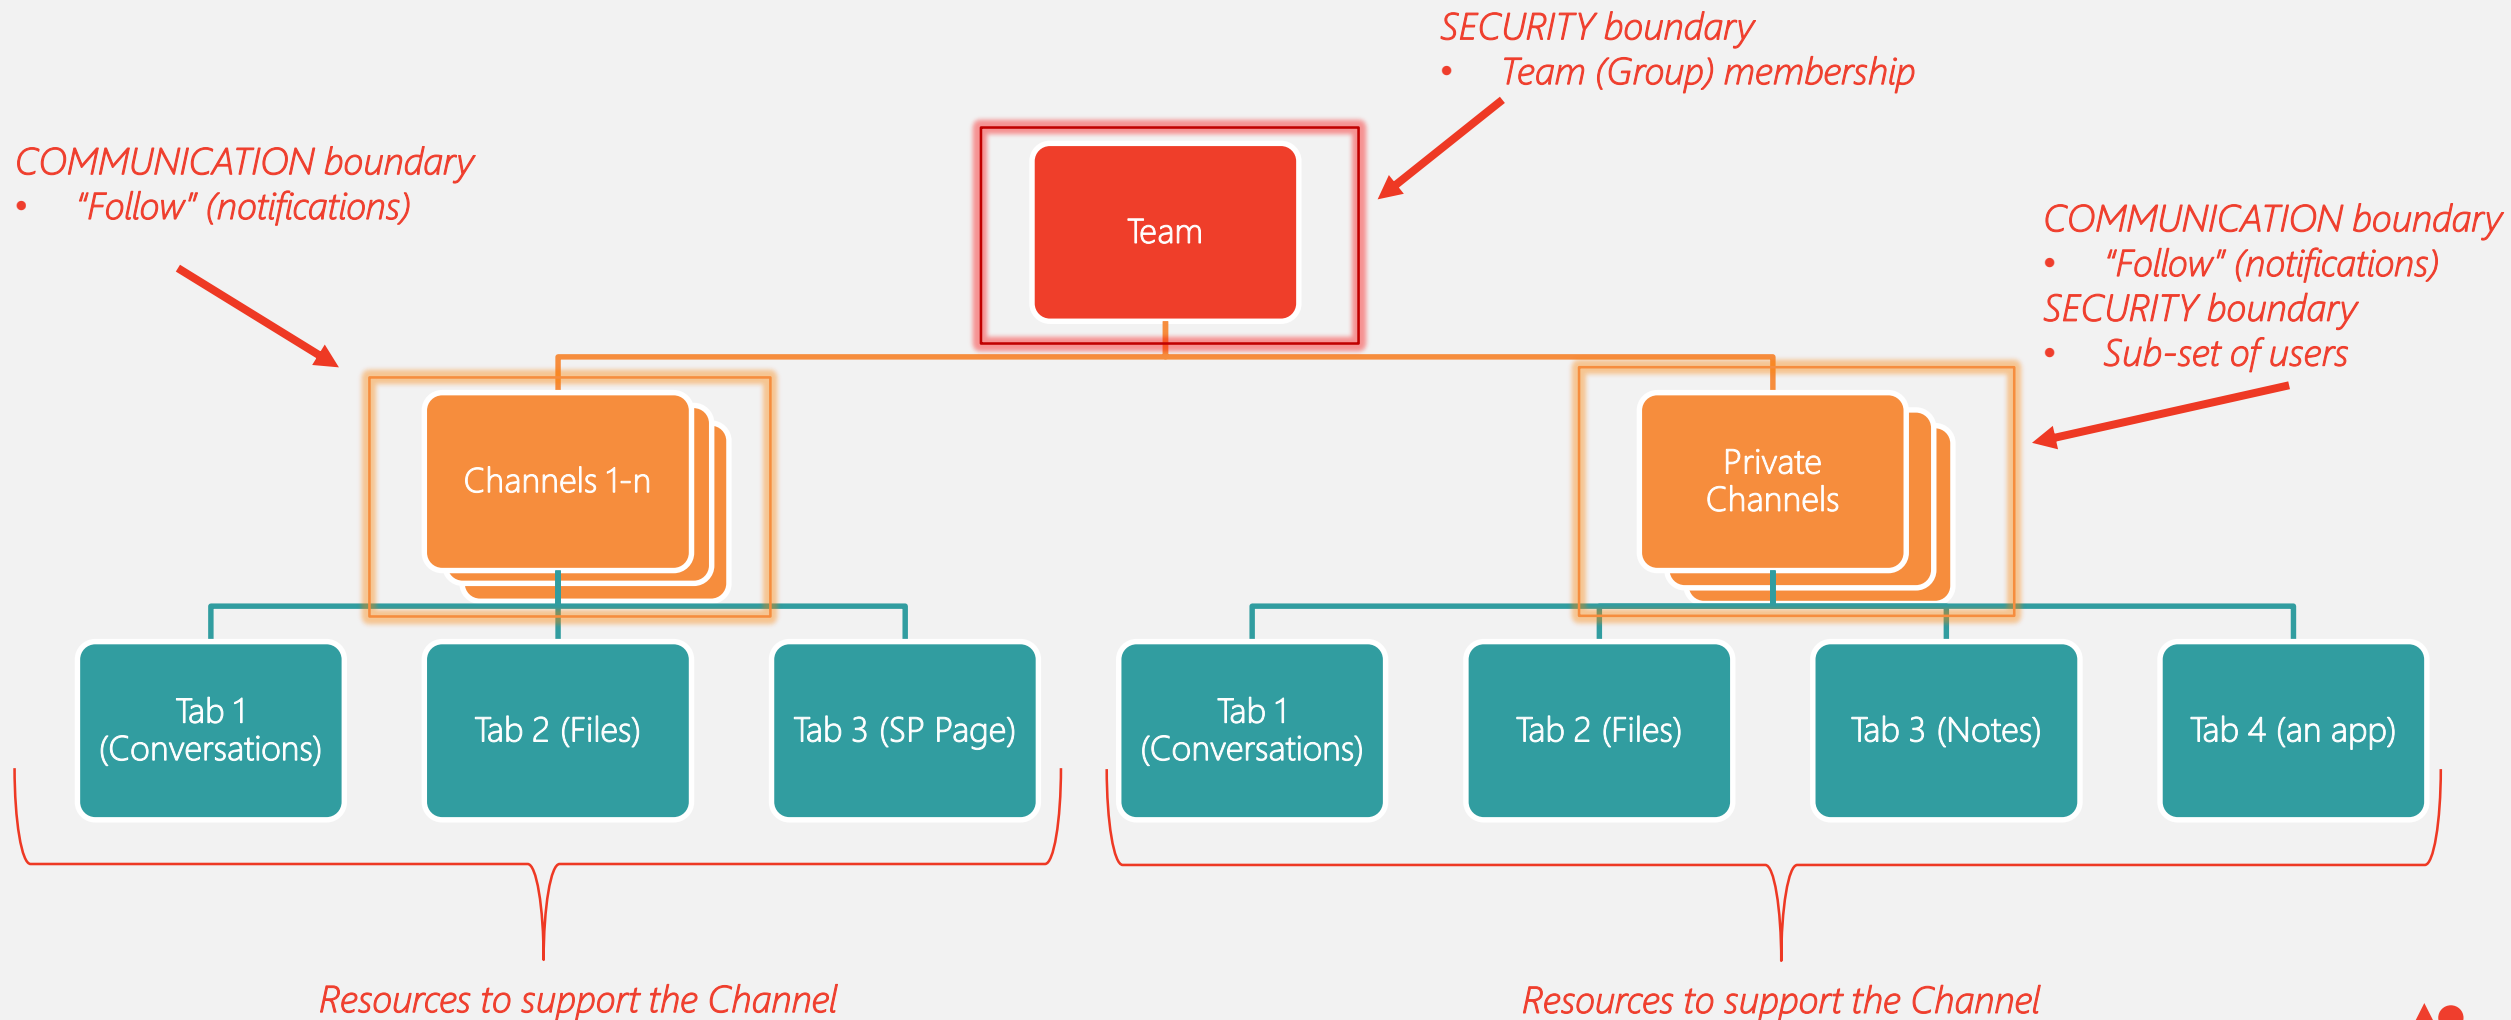 SECURITY boundary
• Team (Group) membership
COMMUNICATION boundary
• “Follow” (notifications)
Team
COMMUNICATION boundary
• “Follow” (notifications)
SECURITY boundary
• Sub-set of users
Channels 1-n
Private
Channels
Tab 1
(Conversations)
Tab 2 (Files)
Tab 3 (SP Page)
Tab 1
(Conversations)
Tab 2 (Files)
Tab 3 (Notes)
Tab 4 (an app)
Resources to support the Channel
Resources to support the Channel